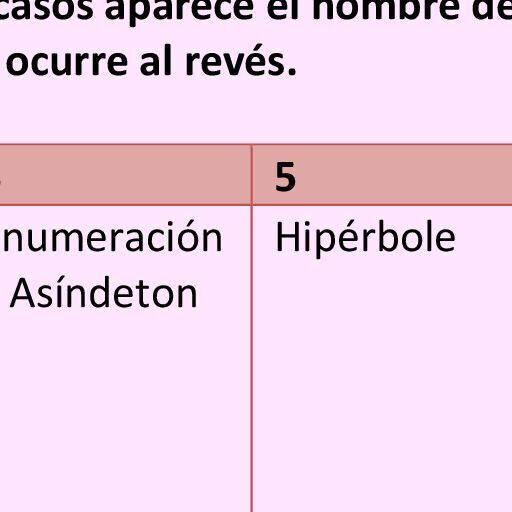 casos aparece el nombre de
ocurre al revés.
5
numeración Hipérbole
Asíndeton